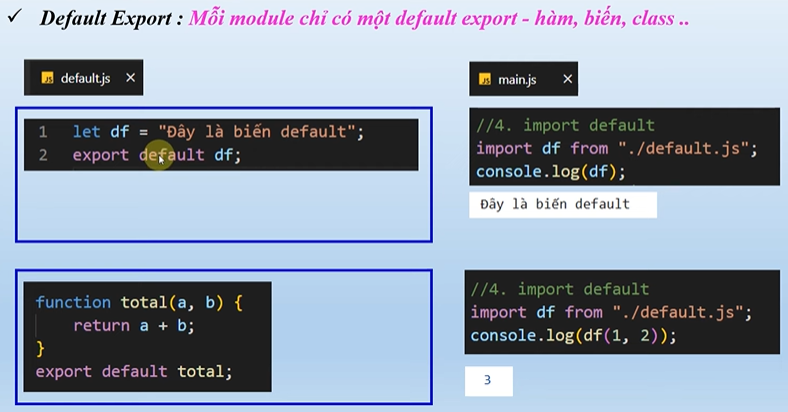 ✓ Default Export : Mỗi module chỉ có một default export - hàm, biến, class ..
JS default.js ×
1 let df = "Đây là biến default";
2 export default df;
JS main.js ×
//4. import default
import df from "./default.js";
console.log(df);
Đây là biến default
function total(a, b) {
return a + b;
}
export default total;
//4. import default
import df from "./default.js";
console.log(df(1, 2));
3